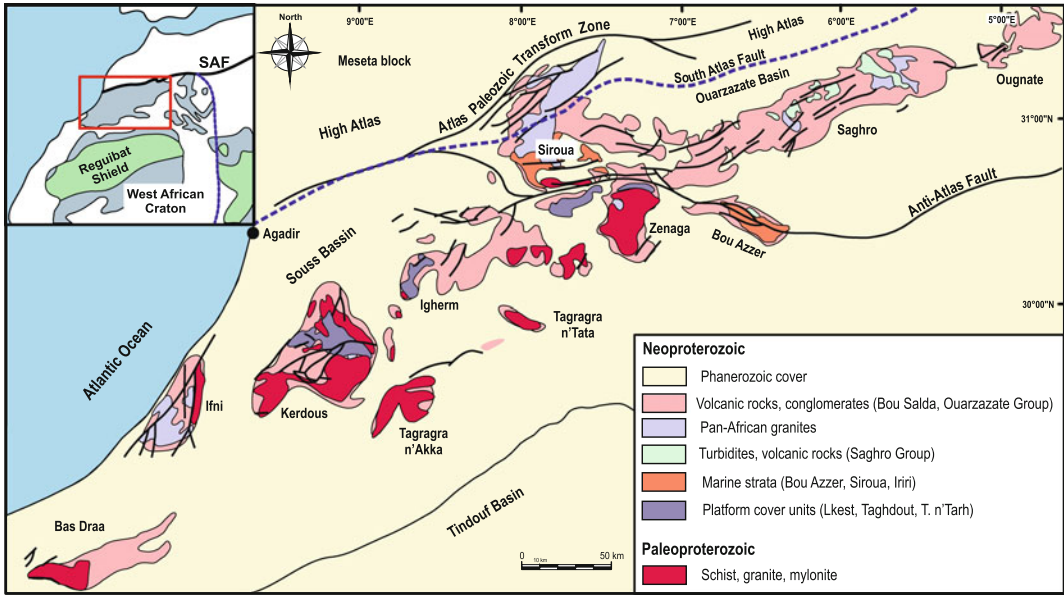 North
9°00"E
8°00"E
7°00"E
6°00"E
5°00"E
SAF
Reguibat
Shield
West African
Craton
Meseta block
Atlas Paleozoic Transform Zone
High Atlas
South Atlas Fault
Ouarzazate Basin
Ougnate
High Atlas
31°00"N
Saghro
Siroua
Anti-Atlas Fault
Agadir
Souss Bassin
Zenaga
Bou Azzer
Igherm
30°00"N
Tagragra
n'Tata
Atlantic Ocean
Ifni
Kerdous
Tagragra
n'Akka
Tindouf Basin
Bas Draa
0 10 km 50 km
Neoproterozoic
Phanerozoic cover
Volcanic rocks, conglomerates (Bou Salda, Ouarzazate Group)
Pan-African granites
Turbidites, volcanic rocks (Saghro Group)
Marine strata (Bou Azzer, Siroua, Iriri)
Platform cover units (Lkest, Taghdout, T. n'Tarh)
Paleoproterozoic
Schist, granite, mylonite